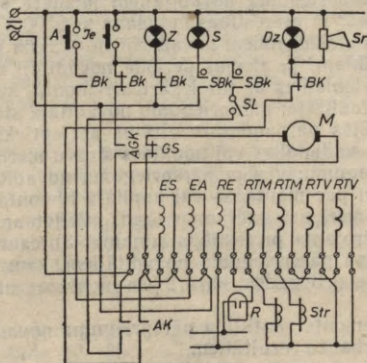 A Je Z S Dz Sr
Bk Bk Bk SBk SBk BK
SL
AGK GS M
ES EA RE RTM RTM RTV RTV
R Str
AK